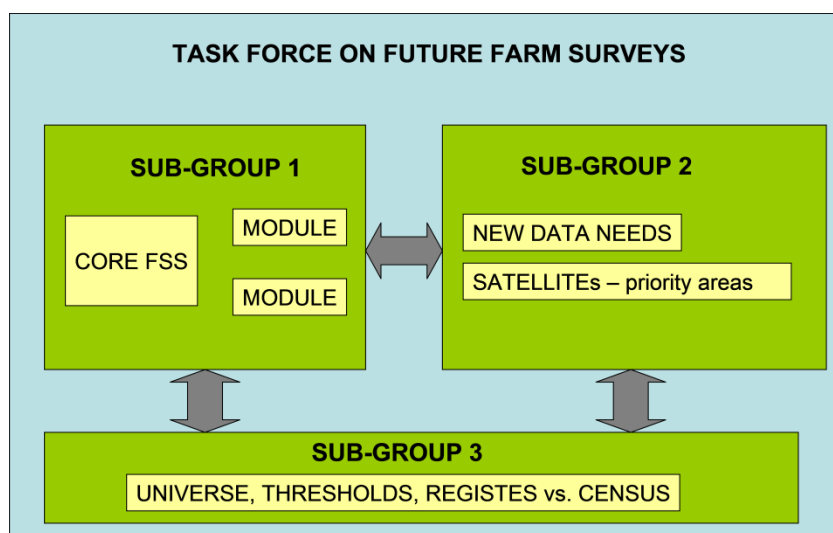 TASK FORCE ON FUTURE FARM SURVEYS
SUB-GROUP 1
CORE FSS
MODULE
MODULE
SUB-GROUP 2
NEW DATA NEEDS
SATELLITEs – priority areas
SUB-GROUP 3
UNIVERSE, THRESHOLDS, REGISTES vs. CENSUS